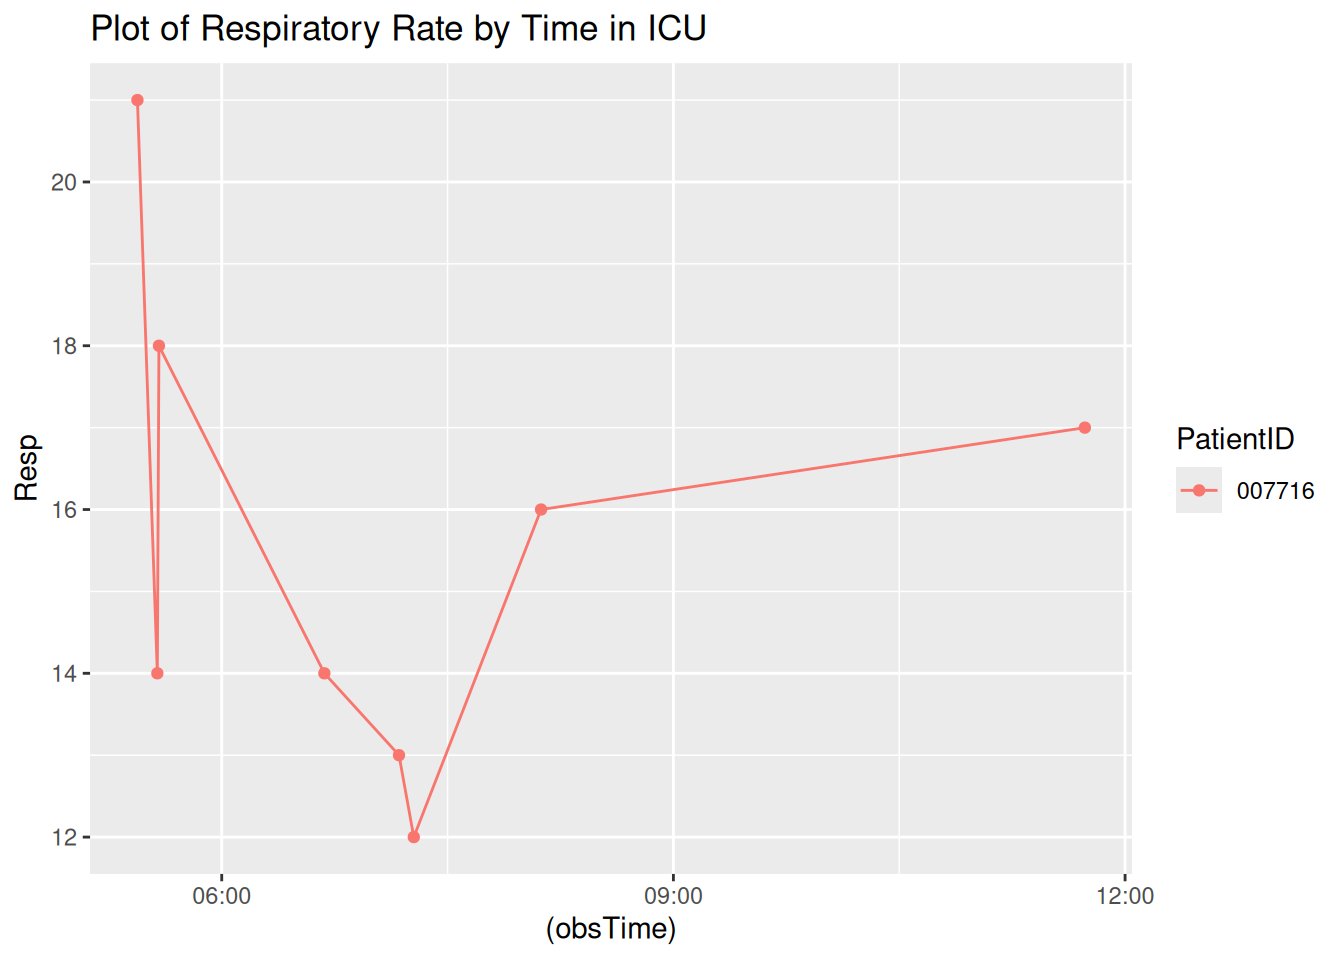 Plot of Respiratory Rate by Time in ICU
20
18
16
14
12
Resp
06:00
09:00
12:00
(obsTime)
PatientID
007716